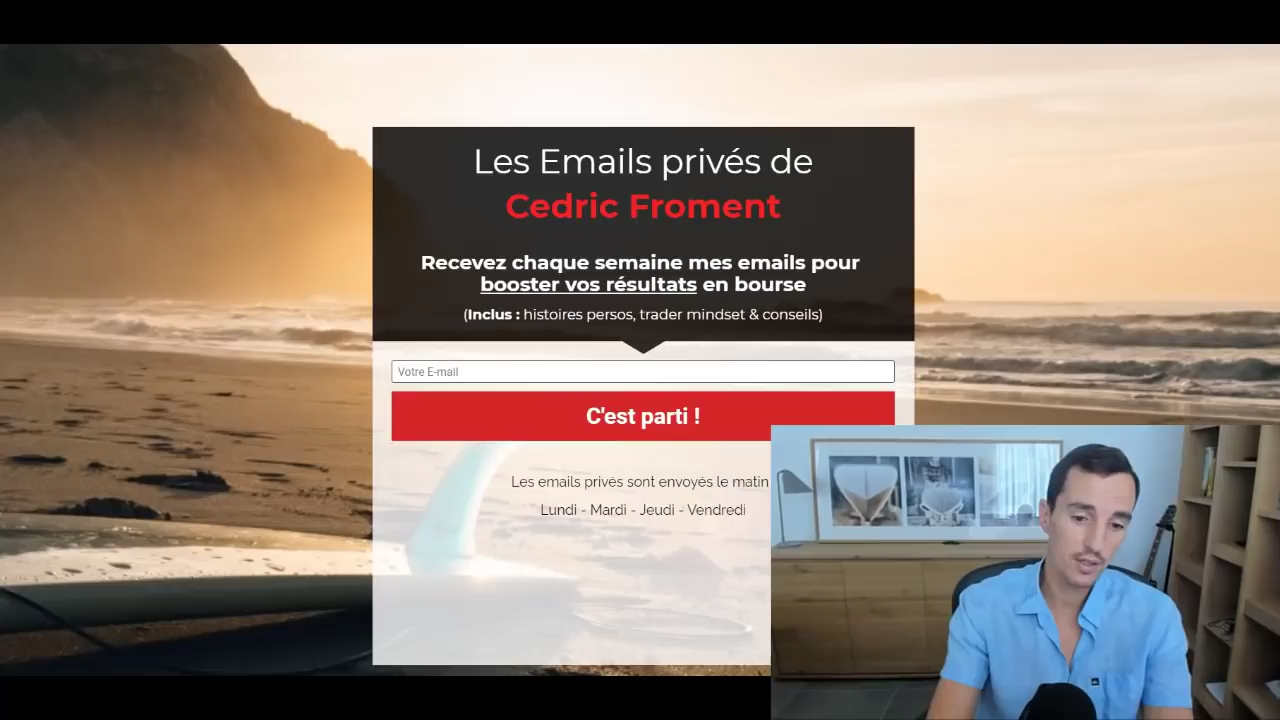 Les Emails privés de
Cedric Froment
Recevez chaque semaine mes emails pour
booster vos résultats en bourse
(Inclus : histoires persos, trader mindset & conseils)
Votre E-mail
C'est parti !
Les emails privés sont envoyés le matin
Lundi - Mardi - Jeudi - Vendredi